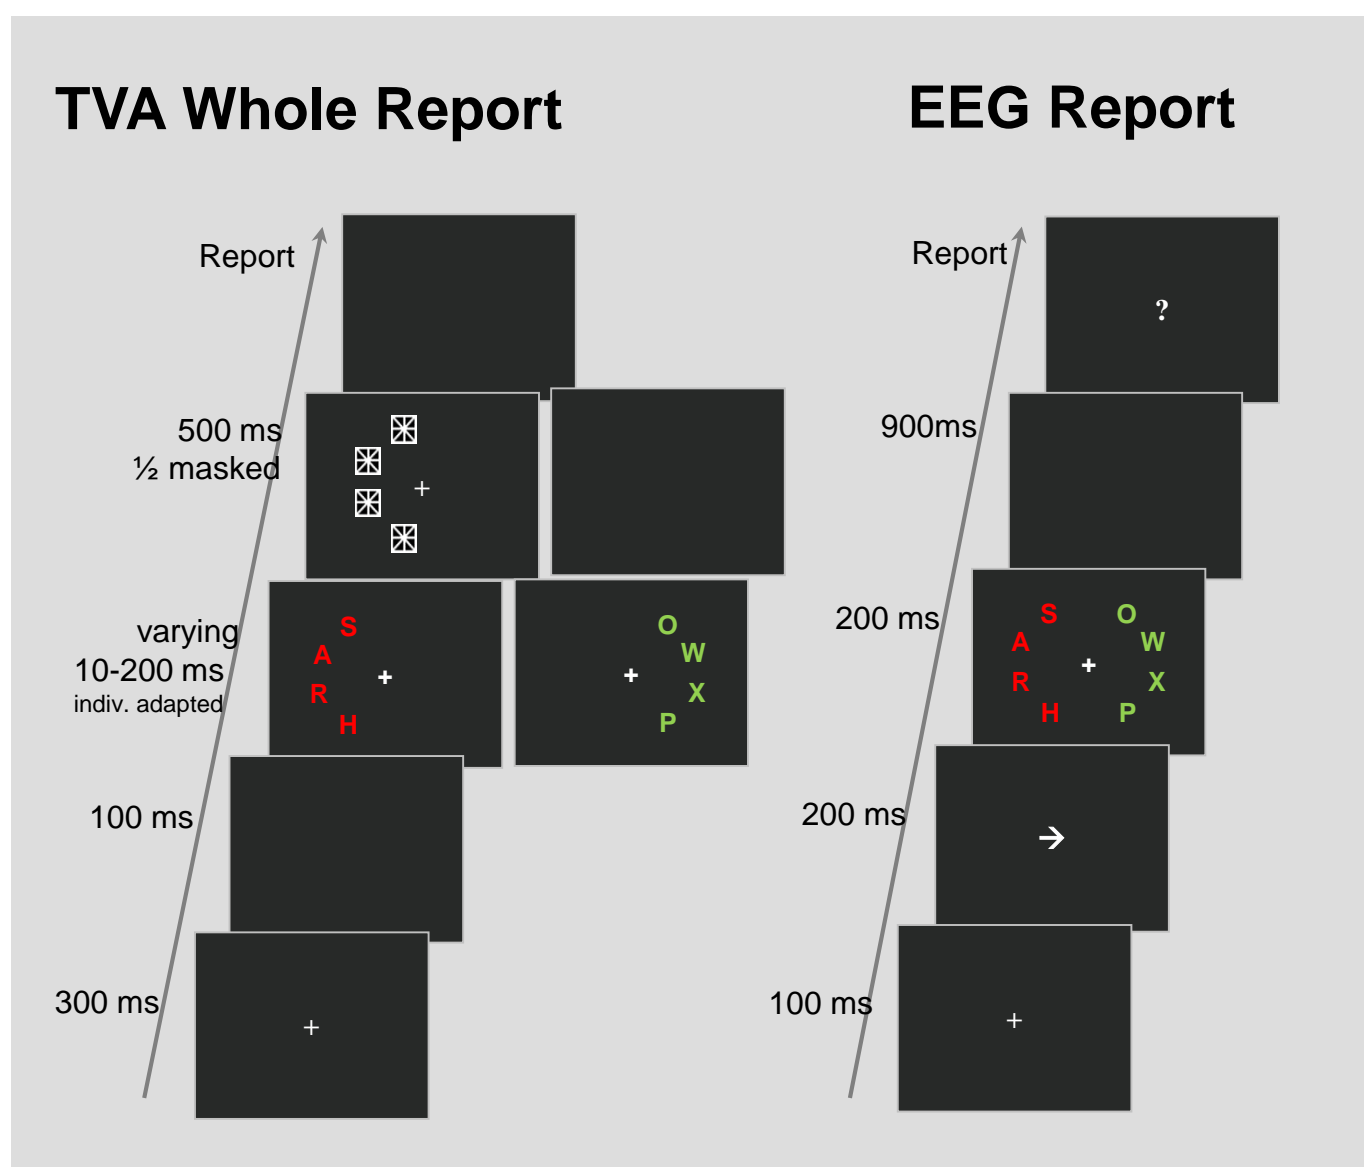 TVA Whole Report
EEG Report
Report
500 ms
½ masked
+
S
A
R
H
+
O
W
X
P
+
varying
10-200 ms
indiv. adapted
100 ms
300 ms
+
Report
?
900ms
200 ms
S
A
R
H
+
O
W
X
P
200 ms
→
100 ms
+